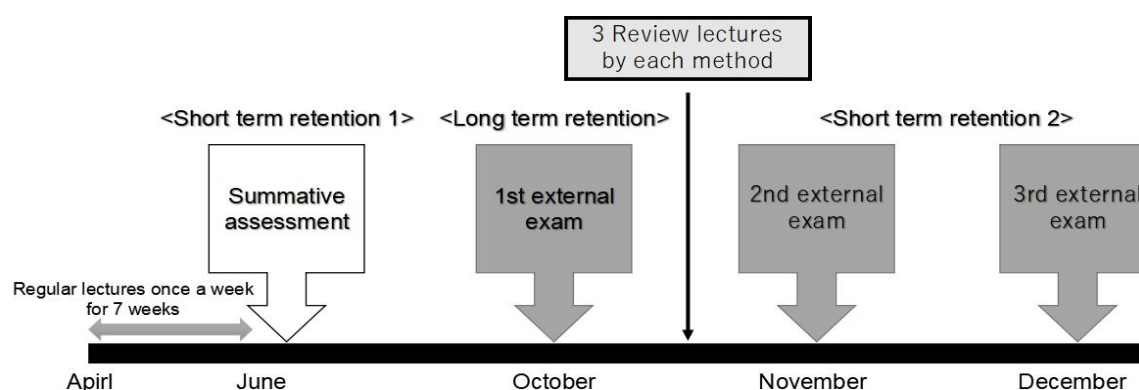 3 Review lectures
by each method
<Short term retention 1>
<Long term retention>
<Short term retention 2>
Summative
assessment
1st external
exam
2nd external
exam
3rd external
exam
Regular lectures once a week
for 7 weeks
Apirl
June
October
November
December